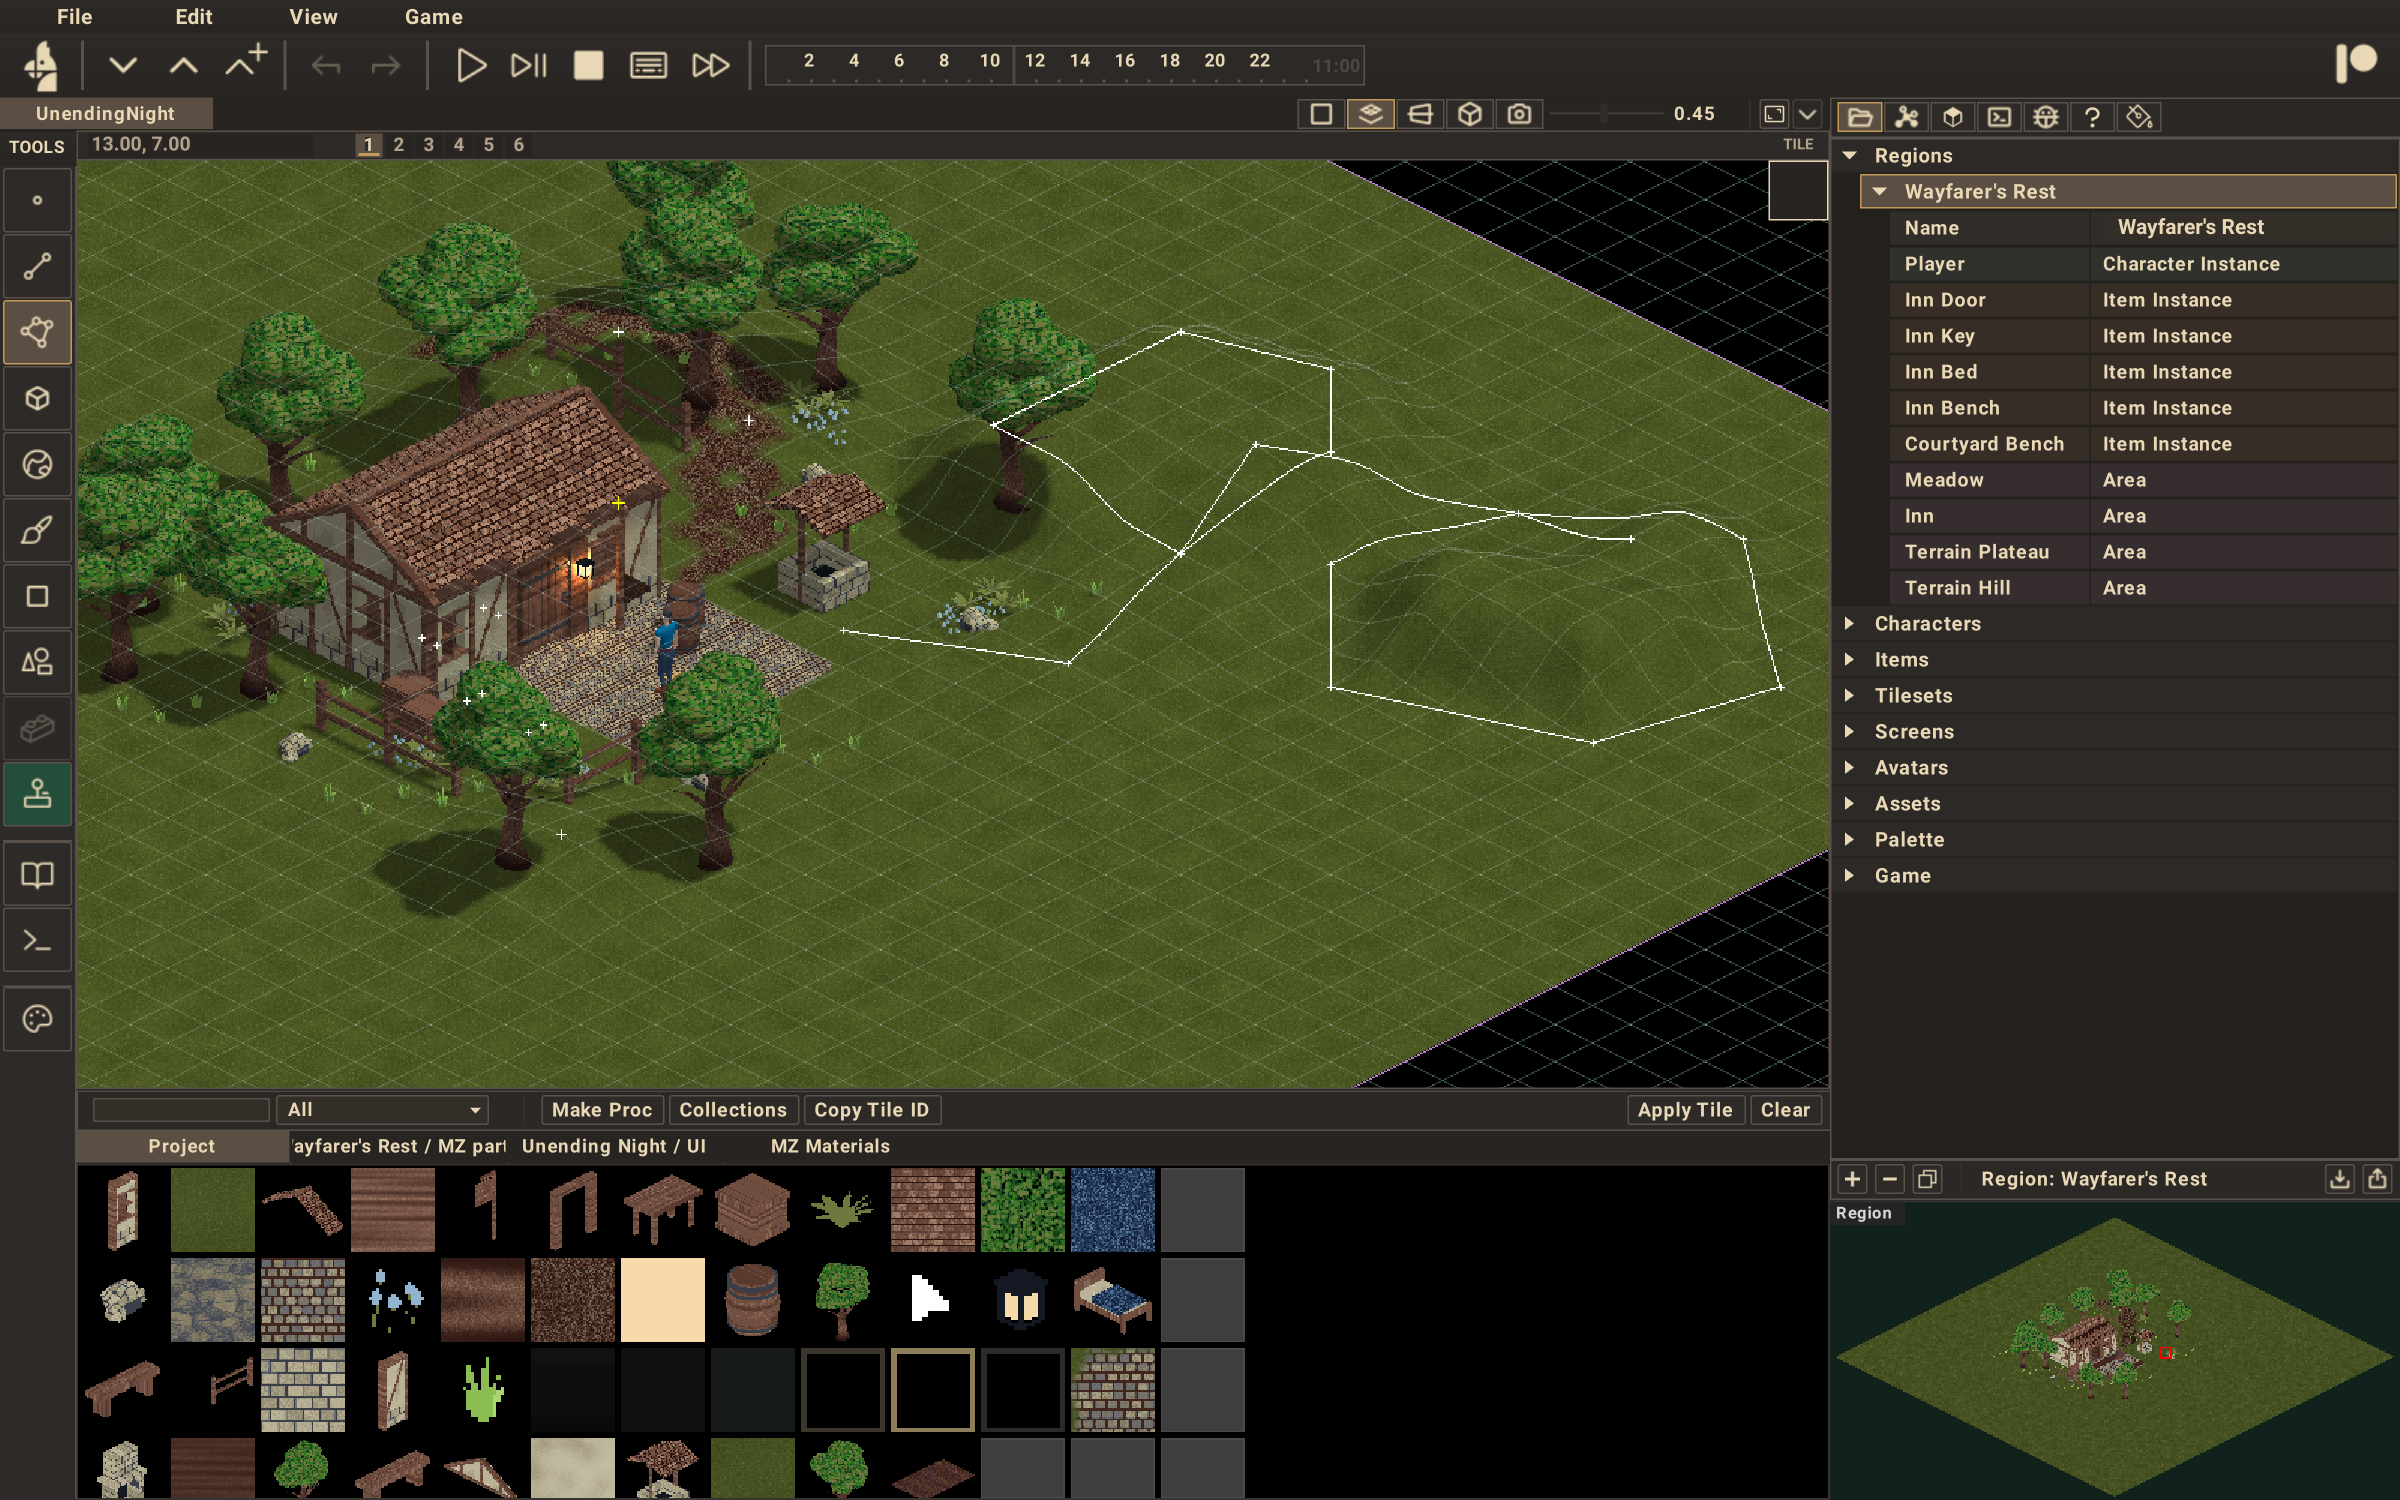 File Edit View Game
2 4 6 8 10 12 14 16 18 20 22 11:00
UnendingNight
0.45
TOOLS
13.00, 7.00
1 2 3 4 5 6
TILE
Regions
Wayfarer's Rest
Name Wayfarer's Rest
Player Character Instance
Inn Door Item Instance
Inn Key Item Instance
Inn Bed Item Instance
Inn Bench Item Instance
Courtyard Bench Item Instance
Meadow Area
Inn Area
Terrain Plateau Area
Terrain Hill Area
Characters
Items
Tilesets
Screens
Avatars
Assets
Palette
Game
All
Make Proc Collections Copy Tile ID Apply Tile Clear
Project ayfarer's Rest / MZ part Unending Night / UI MZ Materials
Region: Wayfarer's Rest
Region